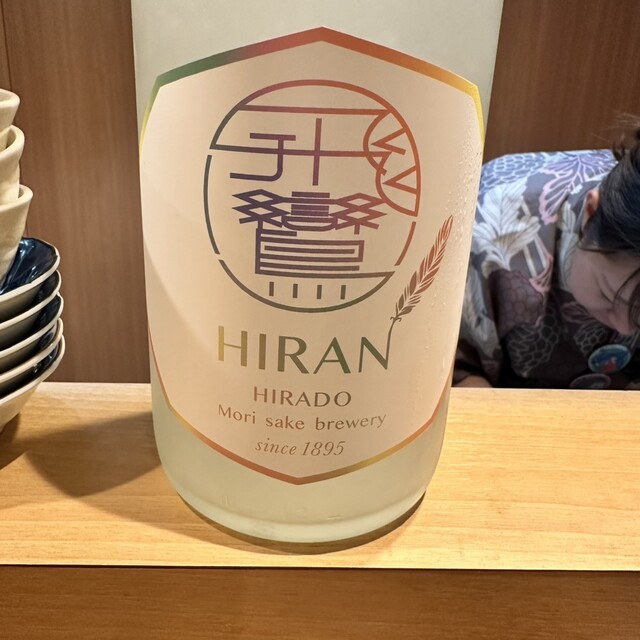 HIRAN
HIRADO
Mori sake brewery
since 1895